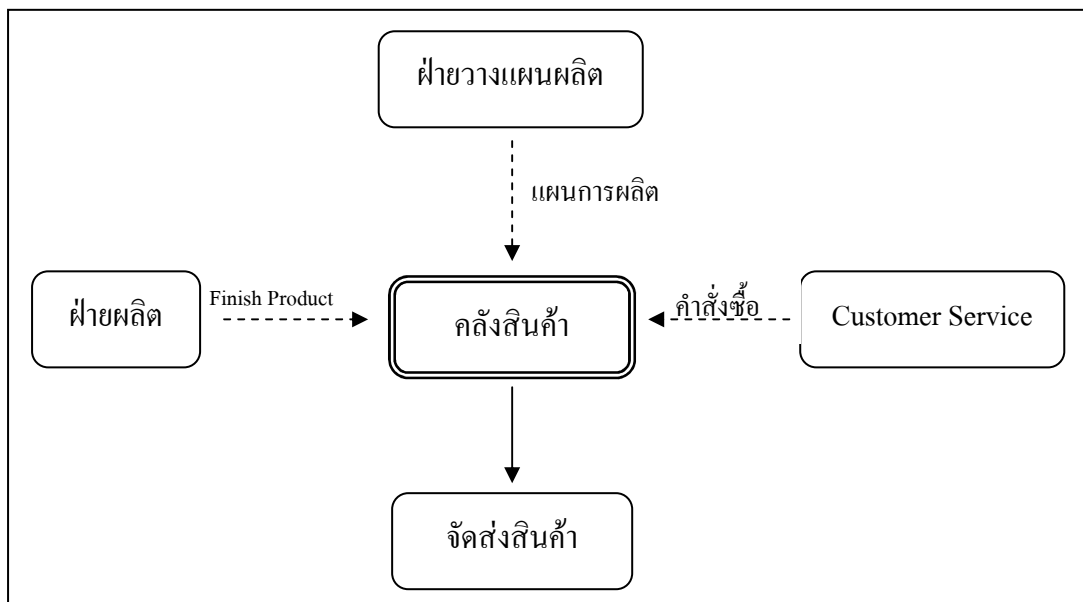 ฝ่ายวางแผนผลิต
แผนการผลิต
ฝ่ายผลิต
Finish Product
คลังสินค้า
คำสั่งซื้อ
Customer Service
จัดส่งสินค้า